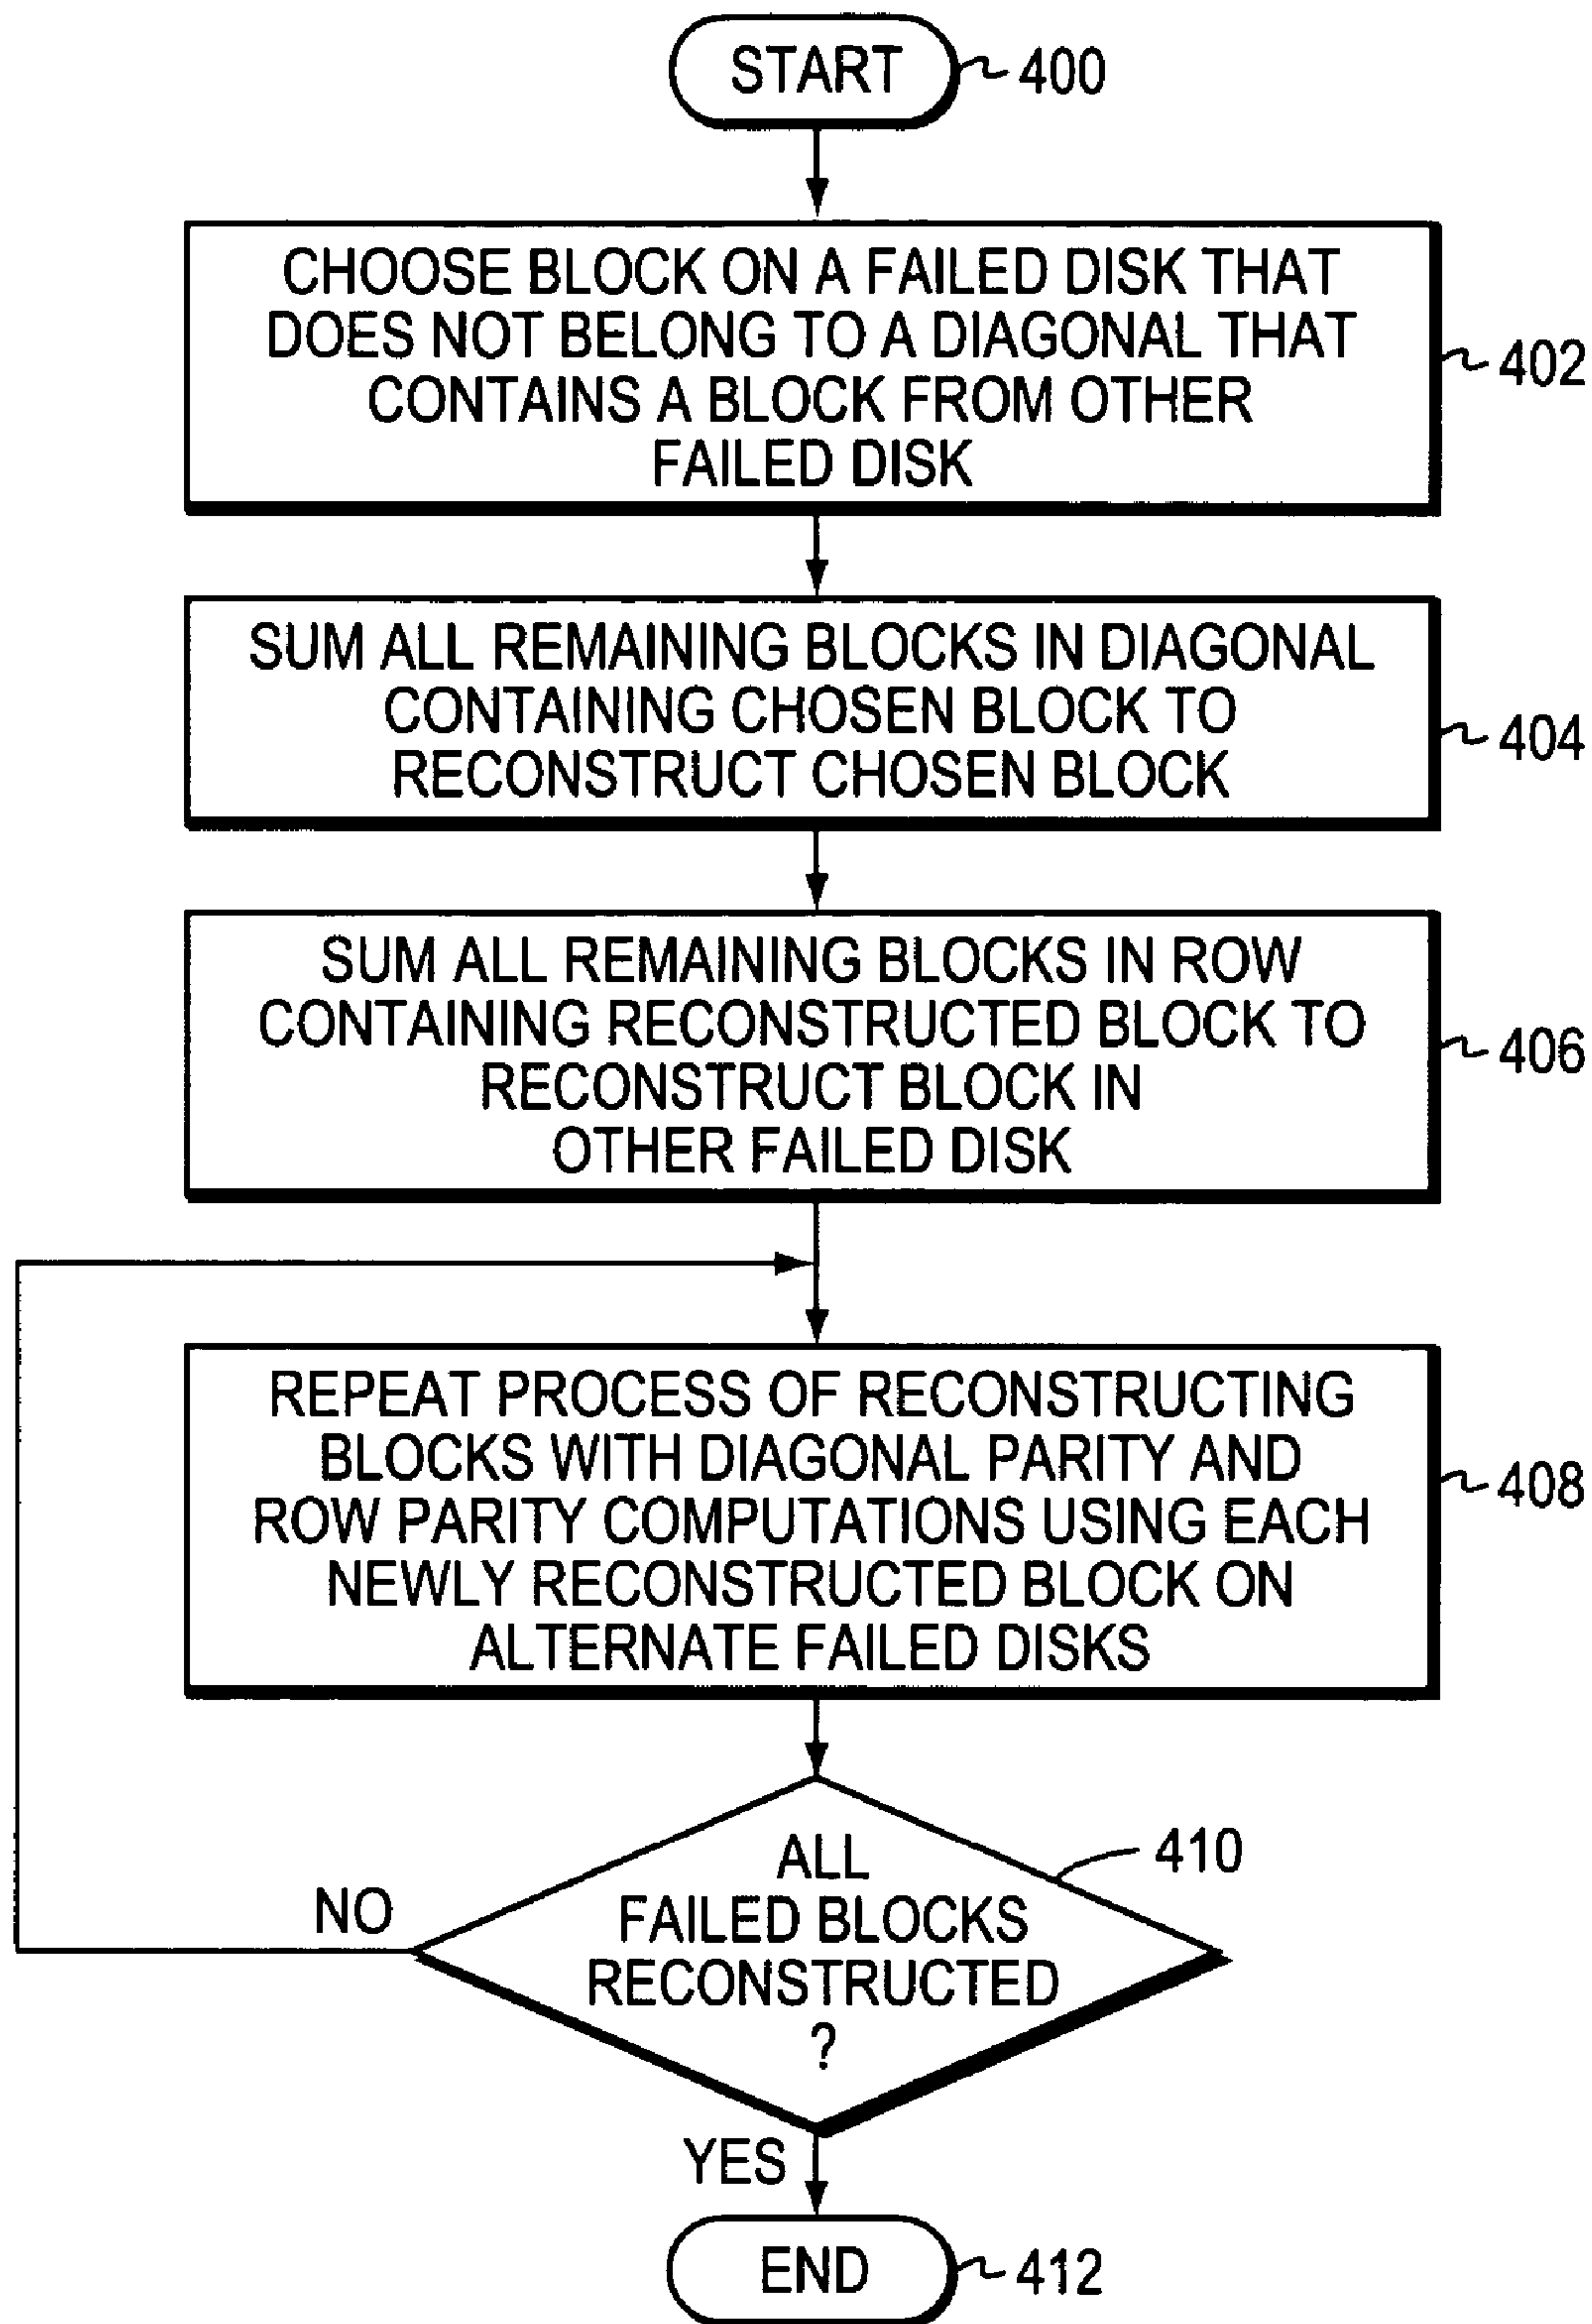 START
400
CHOOSE BLOCK ON A FAILED DISK THAT
DOES NOT BELONG TO A DIAGONAL THAT
CONTAINS A BLOCK FROM OTHER
FAILED DISK
402
SUM ALL REMAINING BLOCKS IN DIAGONAL
CONTAINING CHOSEN BLOCK TO
RECONSTRUCT CHOSEN BLOCK
404
SUM ALL REMAINING BLOCKS IN ROW
CONTAINING RECONSTRUCTED BLOCK TO
RECONSTRUCT BLOCK IN
OTHER FAILED DISK
406
REPEAT PROCESS OF RECONSTRUCTING
BLOCKS WITH DIAGONAL PARITY AND
ROW PARITY COMPUTATIONS USING EACH
NEWLY RECONSTRUCTED BLOCK ON
ALTERNATE FAILED DISKS
408
ALL
FAILED BLOCKS
RECONSTRUCTED
?
410
NO
YES
END
412